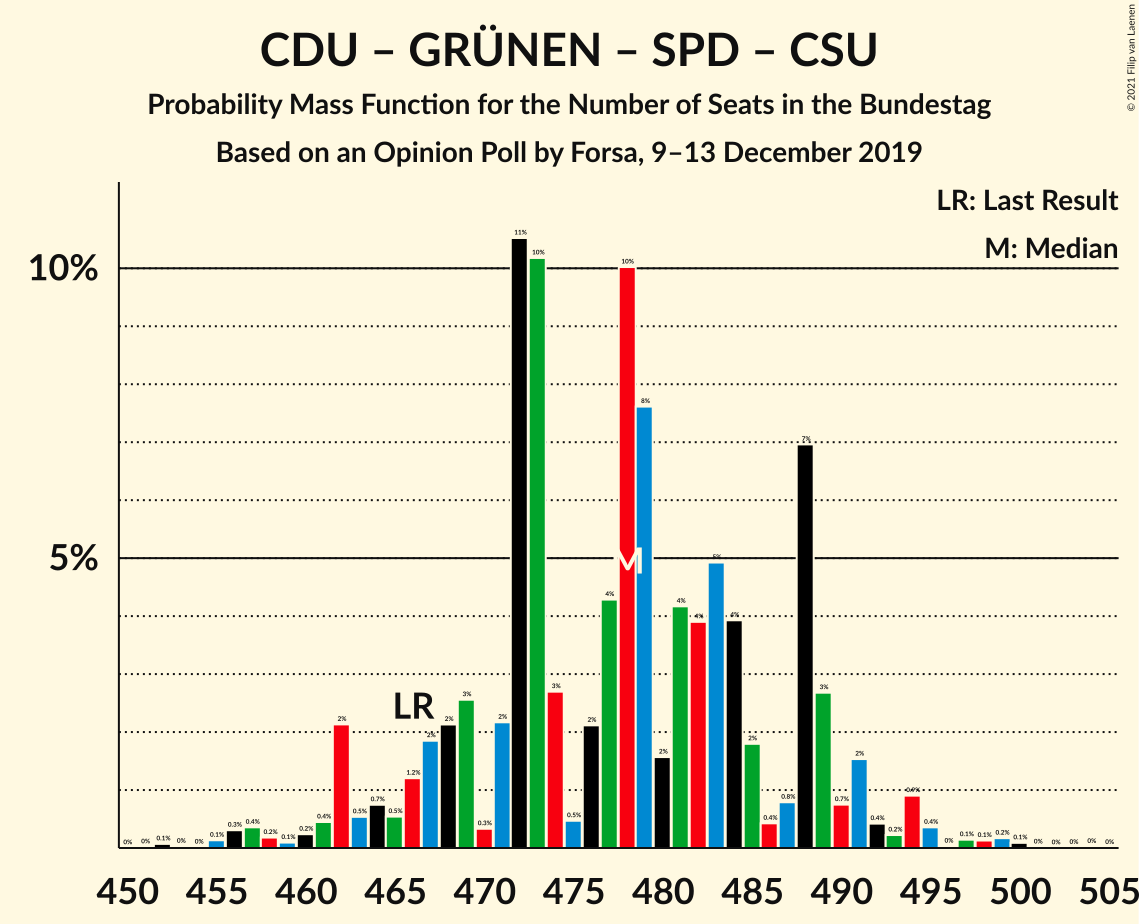 CDU – GRÜNEN – SPD – CSU
Probability Mass Function for the Number of Seats in the Bundestag
Based on an Opinion Poll by Forsa, 9–13 December 2019
© 2021 Filip van Laenen
LR: Last Result
M: Median
10%
5%
LR
M
0% 0% 0.1% 0% 0% 0.1% 0.3% 0.4% 0.2% 0.1% 0.2% 0.4% 2% 0.5% 0.7% 0.5% 1.2% 2% 2% 3% 0.3% 2% 11% 10% 3% 0.5% 2% 4% 10% 8% 2% 4% 4% 5% 4% 2% 0.4% 0.8% 7% 3% 0.7% 2% 0.4% 0.2% 0.9% 0.4% 0% 0.1% 0.1% 0.2% 0.1% 0% 0% 0% 0% 0%
450 455 460 465 470 475 480 485 490 495 500 505